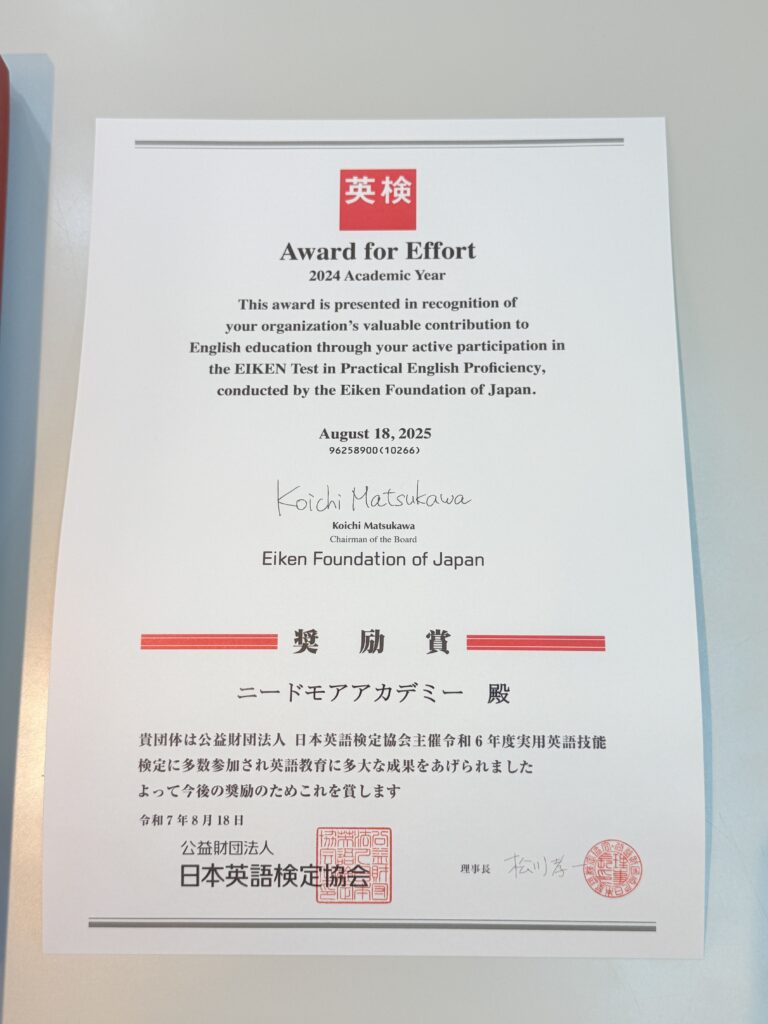 英検
Award for Effort
2024 Academic Year
This award is presented in recognition of
your organization's valuable contribution to
English education through your active participation in
the EIKEN Test in Practical English Proficiency,
conducted by the Eiken Foundation of Japan.
August 18, 2025
96258900(10266)
Koichi Matsukawa
Koichi Matsukawa
Chairman of the Board
Eiken Foundation of Japan
奨励賞
ニードモアアカデミー 殿
貴団体は公益財団法人 日本英語検定協会主催令和6年度実用英語技能
検定に多数参加され英語教育に多大な成果をあげられました
よって今後の奨励のためこれを賞します
令和7年8月18日
公益財団法人
日本英語検定協会
理事長 松川孝一